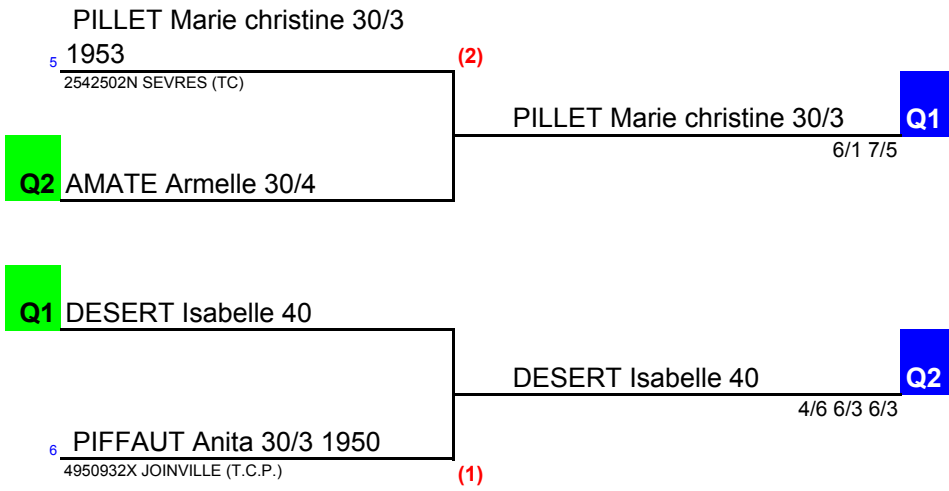 PILLET Marie christine 30/3
5 1953 (2)
2542502N SEVRES (TC)
PILLET Marie christine 30/3 Q1
6/1 7/5
Q2 AMATE Armelle 30/4
Q1 DESERT Isabelle 40
DESERT Isabelle 40 Q2
4/6 6/3 6/3
6 PIFFAUT Anita 30/3 1950
4950932X JOINVILLE (T.C.P.) (1)